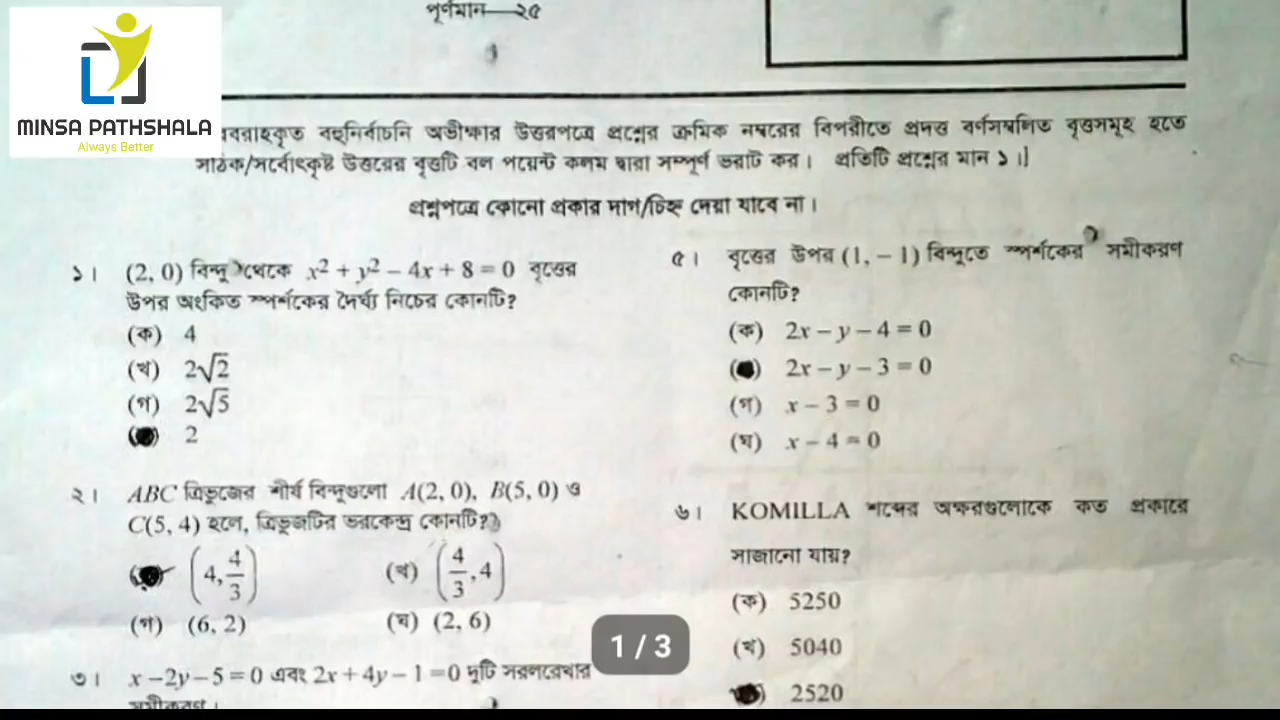 পূর্ণমান—২৫
MINSA PATHSHALA
Always Better
বহুনির্বাচনি অভীক্ষার উত্তরপত্রে প্রশ্নের ক্রমিক নম্বরের বিপরীতে প্রদত্ত বর্ণসম্বলিত বৃত্তসমূহ হতে
সঠিক/সর্বোৎকৃষ্ট উত্তরের বৃত্তটি বল পয়েন্ট কলম দ্বারা সম্পূর্ণ ভরাট কর। প্রতিটি প্রশ্নের মান ১।]
প্রশ্নপত্রে কোনো প্রকার দাগ/চিহ্ন দেয়া যাবে না।
১। (2, 0) বিন্দু থেকে x² + y² – 4x + 8 = 0 বৃত্তের
উপর অংকিত স্পর্শকের দৈর্ঘ্য নিচের কোনটি?
(ক) 4
(খ) 2√2
(গ) 2√5
2
২। ABC ত্রিভুজের শীর্ষ বিন্দুগুলো A(2, 0), B(5, 0) ও
C(5, 4) হলে, ত্রিভুজটির ভরকেন্দ্র কোনটি?
(4, 4/3) (খ) (4/3, 4)
(গ) (6, 2) (ঘ) (2, 6)
৩। x –2y – 5 = 0 এবং 2x + 4y – 1 =0 দুটি সরলরেখার
সমীকরণ।
৫। বৃত্তের উপর (1, – 1) বিন্দুতে স্পর্শকের সমীকরণ
কোনটি?
(ক) 2x – y – 4 = 0
2x – y – 3 = 0
(গ) x – 3 = 0
(ঘ) x – 4 = 0
৬। KOMILLA শব্দের অক্ষরগুলোকে কত প্রকারে
সাজানো যায়?
(ক) 5250
(খ) 5040
2520
1 / 3